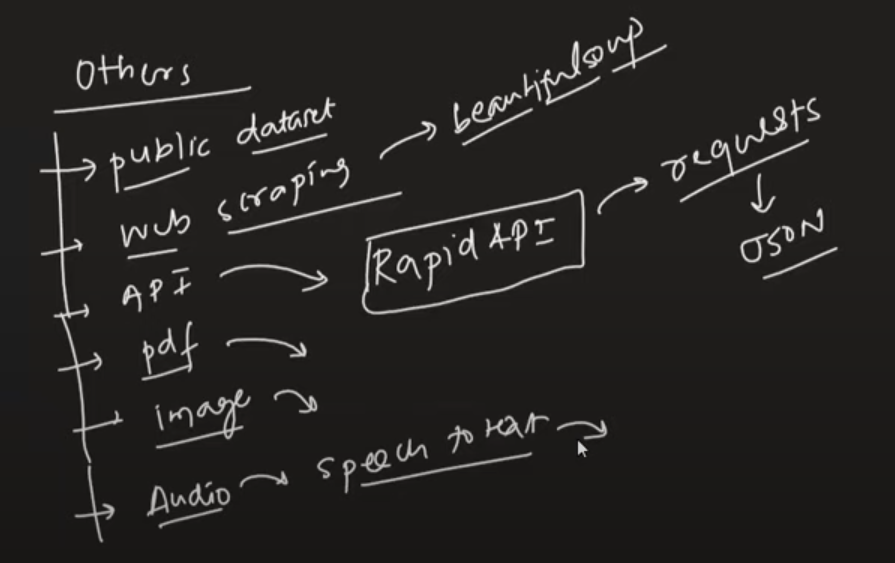 Others
public dataset
web scraping → beautifulsoup
API → Rapid API → requests
↓
JSON
pdf →
image →
Audio → speech to text →